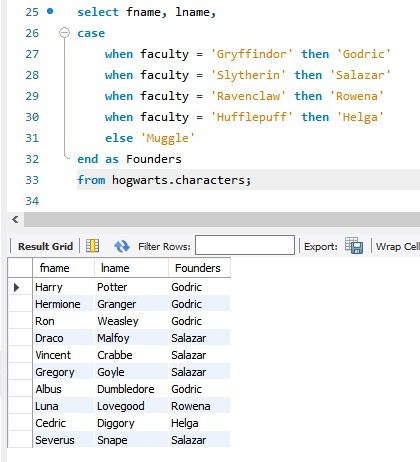 25 select fname, lname,
26 case
27 when faculty = 'Gryffindor' then 'Godric'
28 when faculty = 'Slytherin' then 'Salazar'
29 when faculty = 'Ravenclaw' then 'Rowena'
30 when faculty = 'Hufflepuff' then 'Helga'
31 else 'Muggle'
32 end as Founders
33 from hogwarts.characters;
34
Result Grid Filter Rows: Export: Wrap Cell
fname lname Founders
Harry Potter Godric
Hermione Granger Godric
Ron Weasley Godric
Draco Malfoy Salazar
Vincent Crabbe Salazar
Gregory Goyle Salazar
Albus Dumbledore Godric
Luna Lovegood Rowena
Cedric Diggory Helga
Severus Snape Salazar